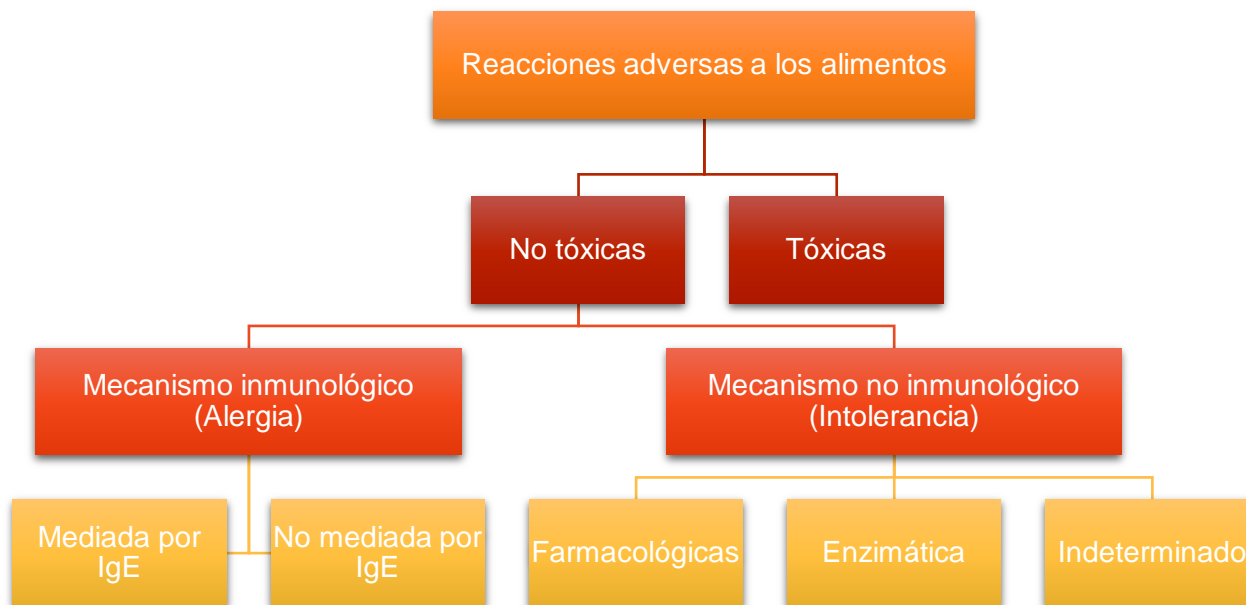 Reacciones adversas a los alimentos
No tóxicas
Tóxicas
Mecanismo inmunológico
(Alergia)
Mecanismo no inmunológico
(Intolerancia)
Mediada por
IgE
No mediada por
IgE
Farmacológicas
Enzimática
Indeterminado